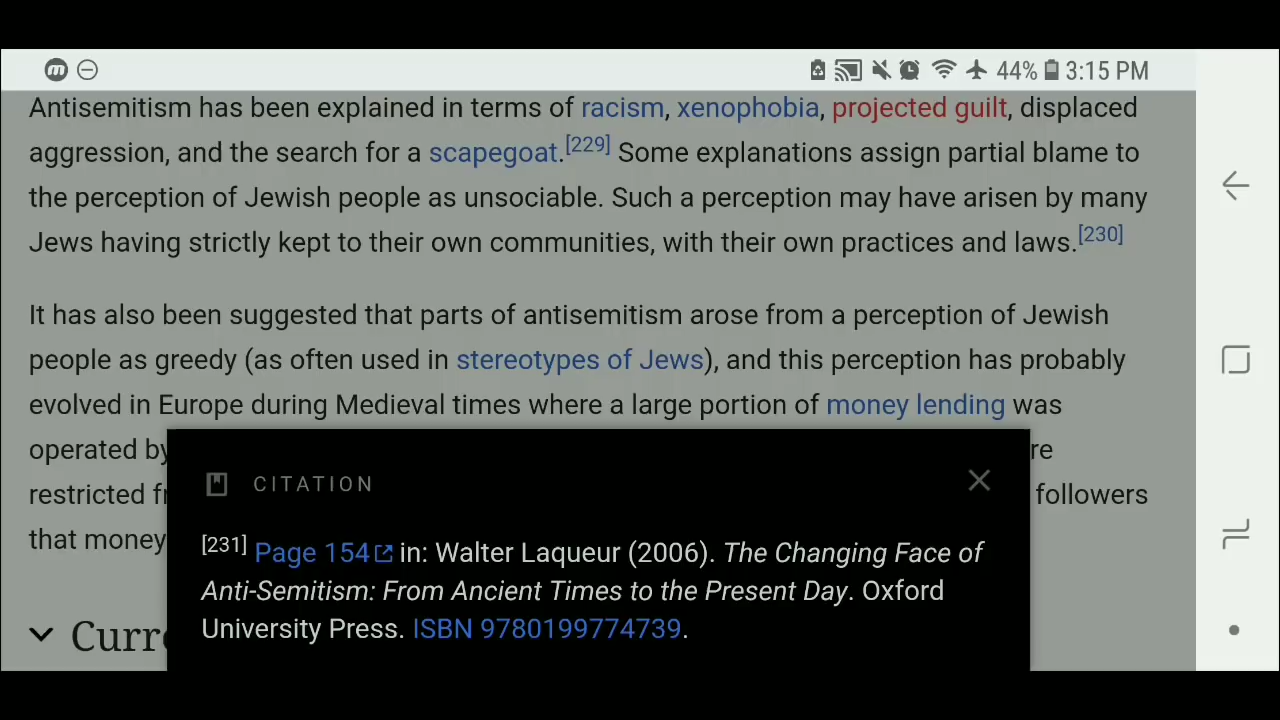 44% 3:15 PM
Antisemitism has been explained in terms of racism, xenophobia, projected guilt, displaced
aggression, and the search for a scapegoat.[229] Some explanations assign partial blame to
the perception of Jewish people as unsociable. Such a perception may have arisen by many
Jews having strictly kept to their own communities, with their own practices and laws.[230]
It has also been suggested that parts of antisemitism arose from a perception of Jewish
people as greedy (as often used in stereotypes of Jews), and this perception has probably
evolved in Europe during Medieval times where a large portion of money lending was
operated by re
restricted fr followers
that money
Curre
CITATION
[231] Page 154 in: Walter Laqueur (2006). The Changing Face of
Anti-Semitism: From Ancient Times to the Present Day. Oxford
University Press. ISBN 9780199774739.